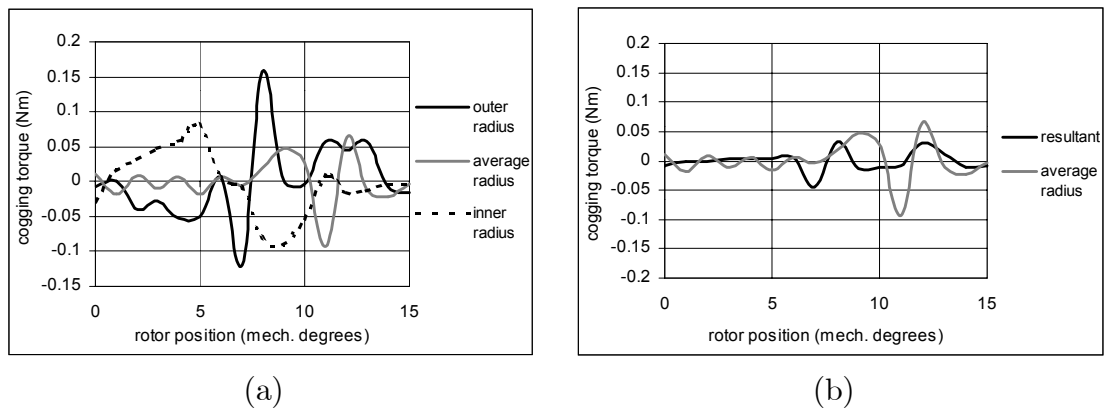 0.2
0.15
0.1
0.05
0
-0.05
-0.1
-0.15
cogging torque (Nm)
0 5 10 15
rotor position (mech. degrees)
outer
radius
average
radius
inner
radius
(a)
0.2
0.15
0.1
0.05
0
-0.05
-0.1
-0.15
-0.2
cogging torque (Nm)
0 5 10 15
rotor position (mech. degrees)
resultant
average
radius
(b)